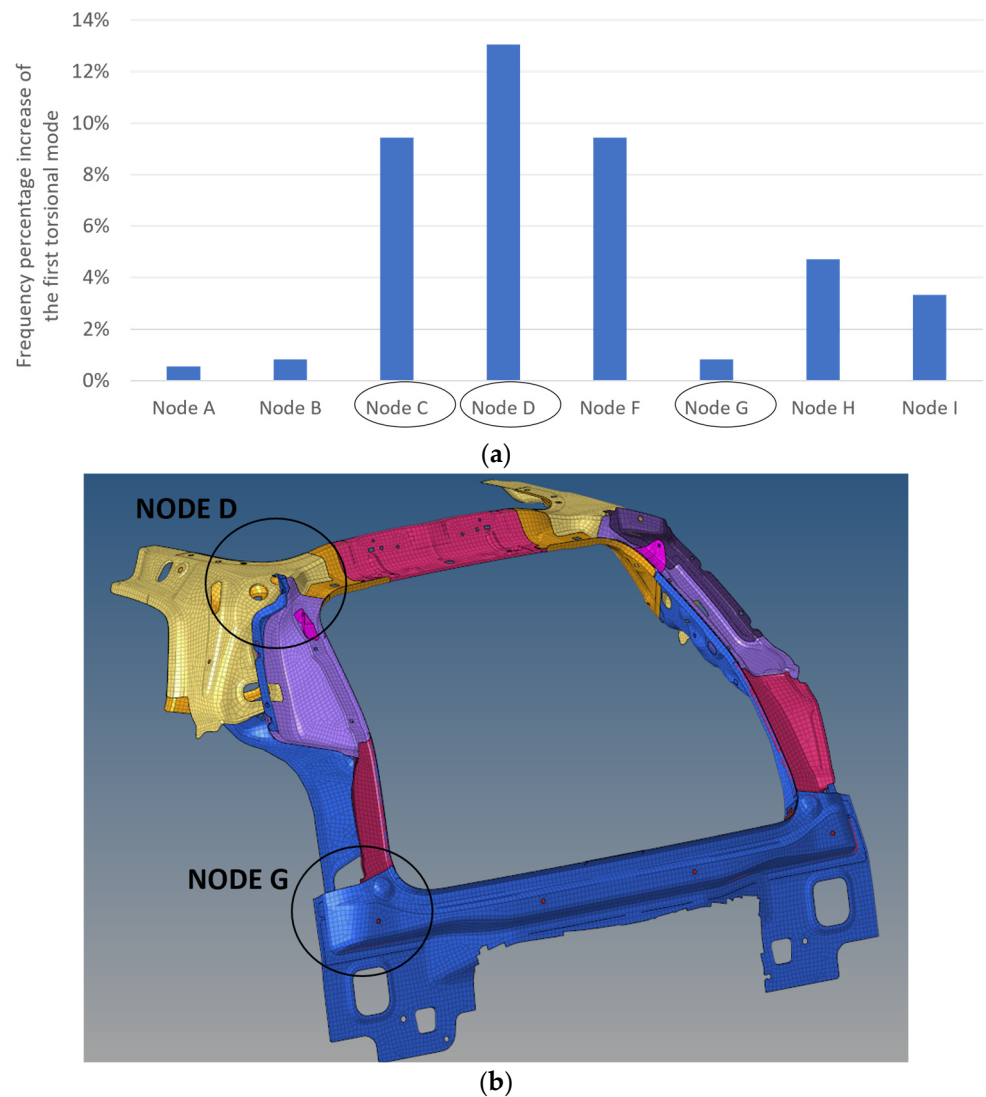 14%
12%
10%
8%
6%
4%
2%
0%
Frequency percentage increase of
the first torsional mode
Node A Node B Node C Node D Node F Node G Node H Node I
(a)
NODE D
NODE G
(b)